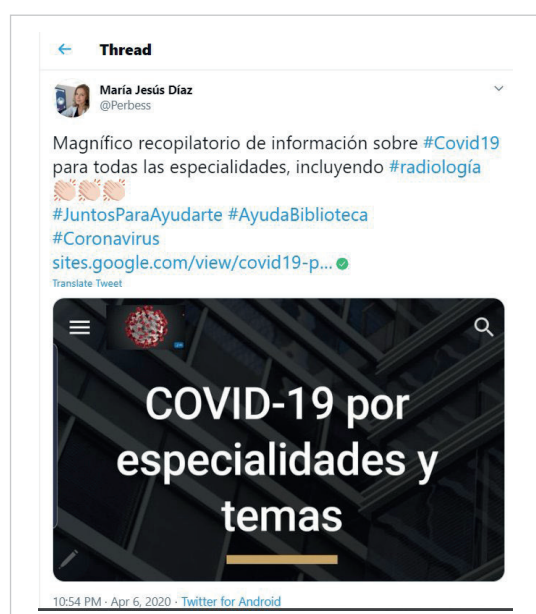 Thread
María Jesús Díaz
@Perbess
Magnífico recopilatorio de información sobre #Covid19
para todas las especialidades, incluyendo #radiología
👏🏻👏🏻👏🏻
#JuntosParaAyudarte #AyudaBiblioteca
#Coronavirus
sites.google.com/view/covid19-p...
Translate Tweet
COVID-19 por
especialidades y
temas
10:54 PM · Apr 6, 2020 · Twitter for Android